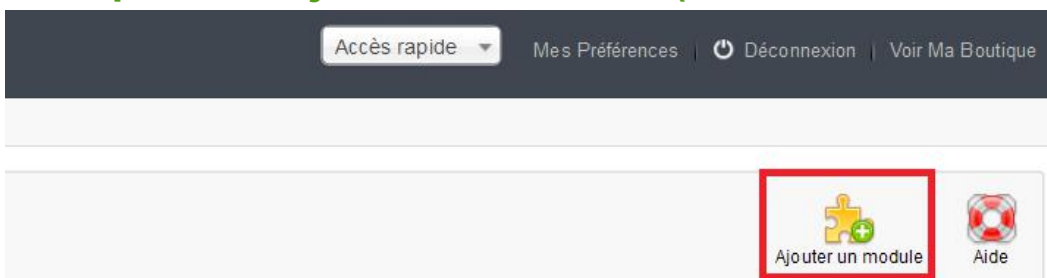 Accès rapide Mes Préférences | Déconnexion | Voir Ma Boutique
Ajouter un module Aide